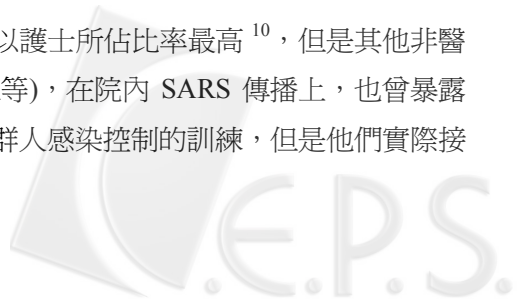 以護士所佔比率最高 10,但是其他非醫
等),在院內 SARS 傳播上,也曾暴露
群人感染控制的訓練,但是他們實際接
C.E.P.S.